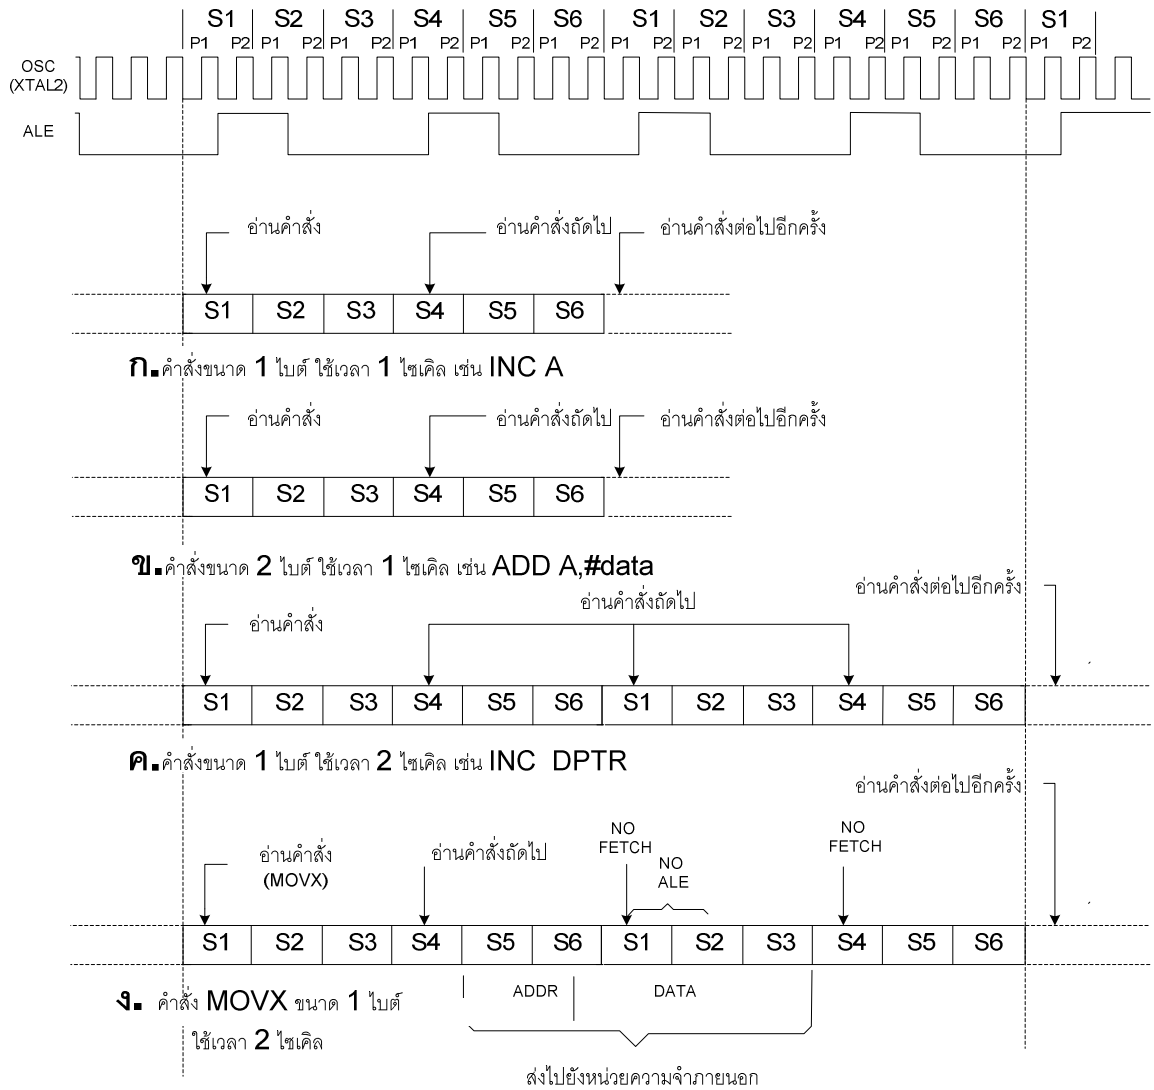 S1 S2 S3 S4 S5 S6 S1 S2 S3 S4 S5 S6 S1
P1 P2 P1 P2 P1 P2 P1 P2 P1 P2 P1 P2 P1 P2 P1 P2 P1 P2 P1 P2 P1 P2 P1 P2 P1 P2
OSC
(XTAL2)
ALE
อ่านคำสั่ง อ่านคำสั่งถัดไป อ่านคำสั่งต่อไปอีกครั้ง
S1 S2 S3 S4 S5 S6
ก. คำสั่งขนาด 1 ไบต์ ใช้เวลา 1 ไซเคิล เช่น INC A
อ่านคำสั่ง อ่านคำสั่งถัดไป อ่านคำสั่งต่อไปอีกครั้ง
S1 S2 S3 S4 S5 S6
ข. คำสั่งขนาด 2 ไบต์ ใช้เวลา 1 ไซเคิล เช่น ADD A,#data
อ่านคำสั่ง อ่านคำสั่งถัดไป อ่านคำสั่งต่อไปอีกครั้ง
S1 S2 S3 S4 S5 S6 S1 S2 S3 S4 S5 S6
ค. คำสั่งขนาด 1 ไบต์ ใช้เวลา 2 ไซเคิล เช่น INC DPTR
อ่านคำสั่งต่อไปอีกครั้ง
อ่านคำสั่ง
(MOVX)
อ่านคำสั่งถัดไป
NO
FETCH
NO
ALE
NO
FETCH
S1 S2 S3 S4 S5 S6 S1 S2 S3 S4 S5 S6
ADDR DATA
ง. คำสั่ง MOVX ขนาด 1 ไบต์
ใช้เวลา 2 ไซเคิล
ส่งไปยังหน่วยความจำภายนอก